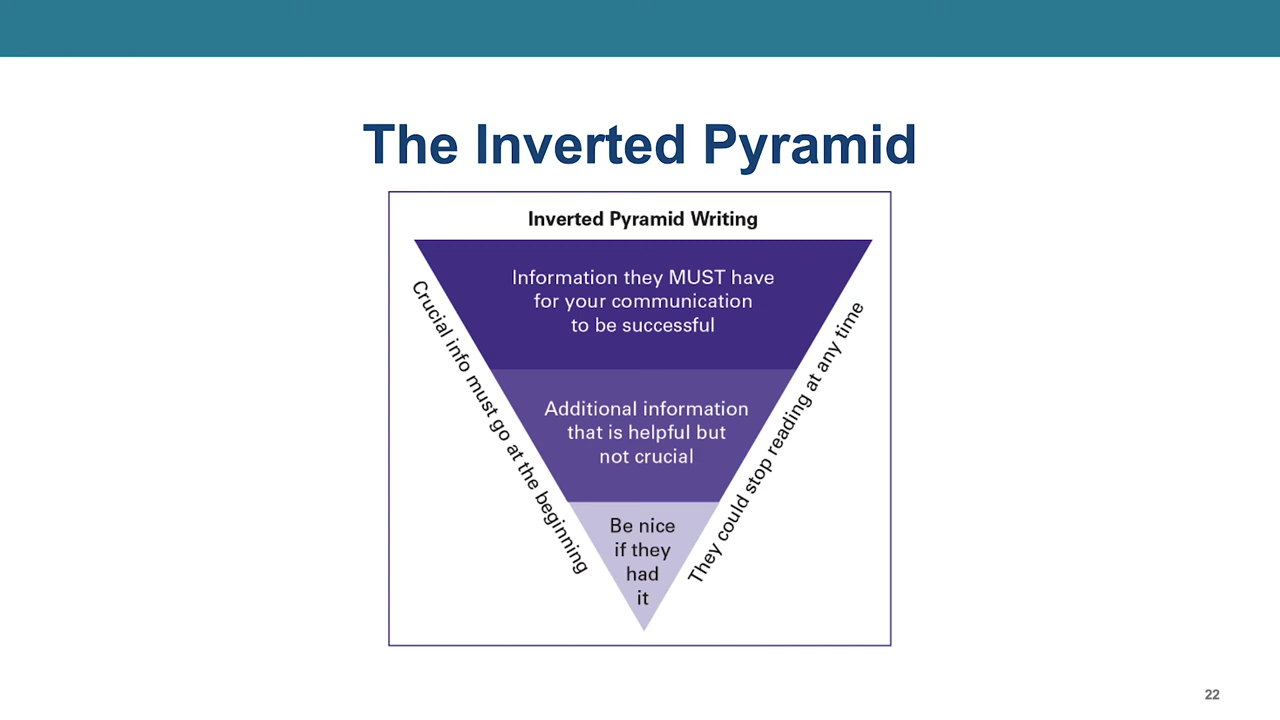 The Inverted Pyramid
Inverted Pyramid Writing
Information they MUST have
for your communication
to be successful
Crucial info must go at the beginning
They could stop reading at any time
Additional information
that is helpful but
not crucial
Be nice
if they
had
it
22